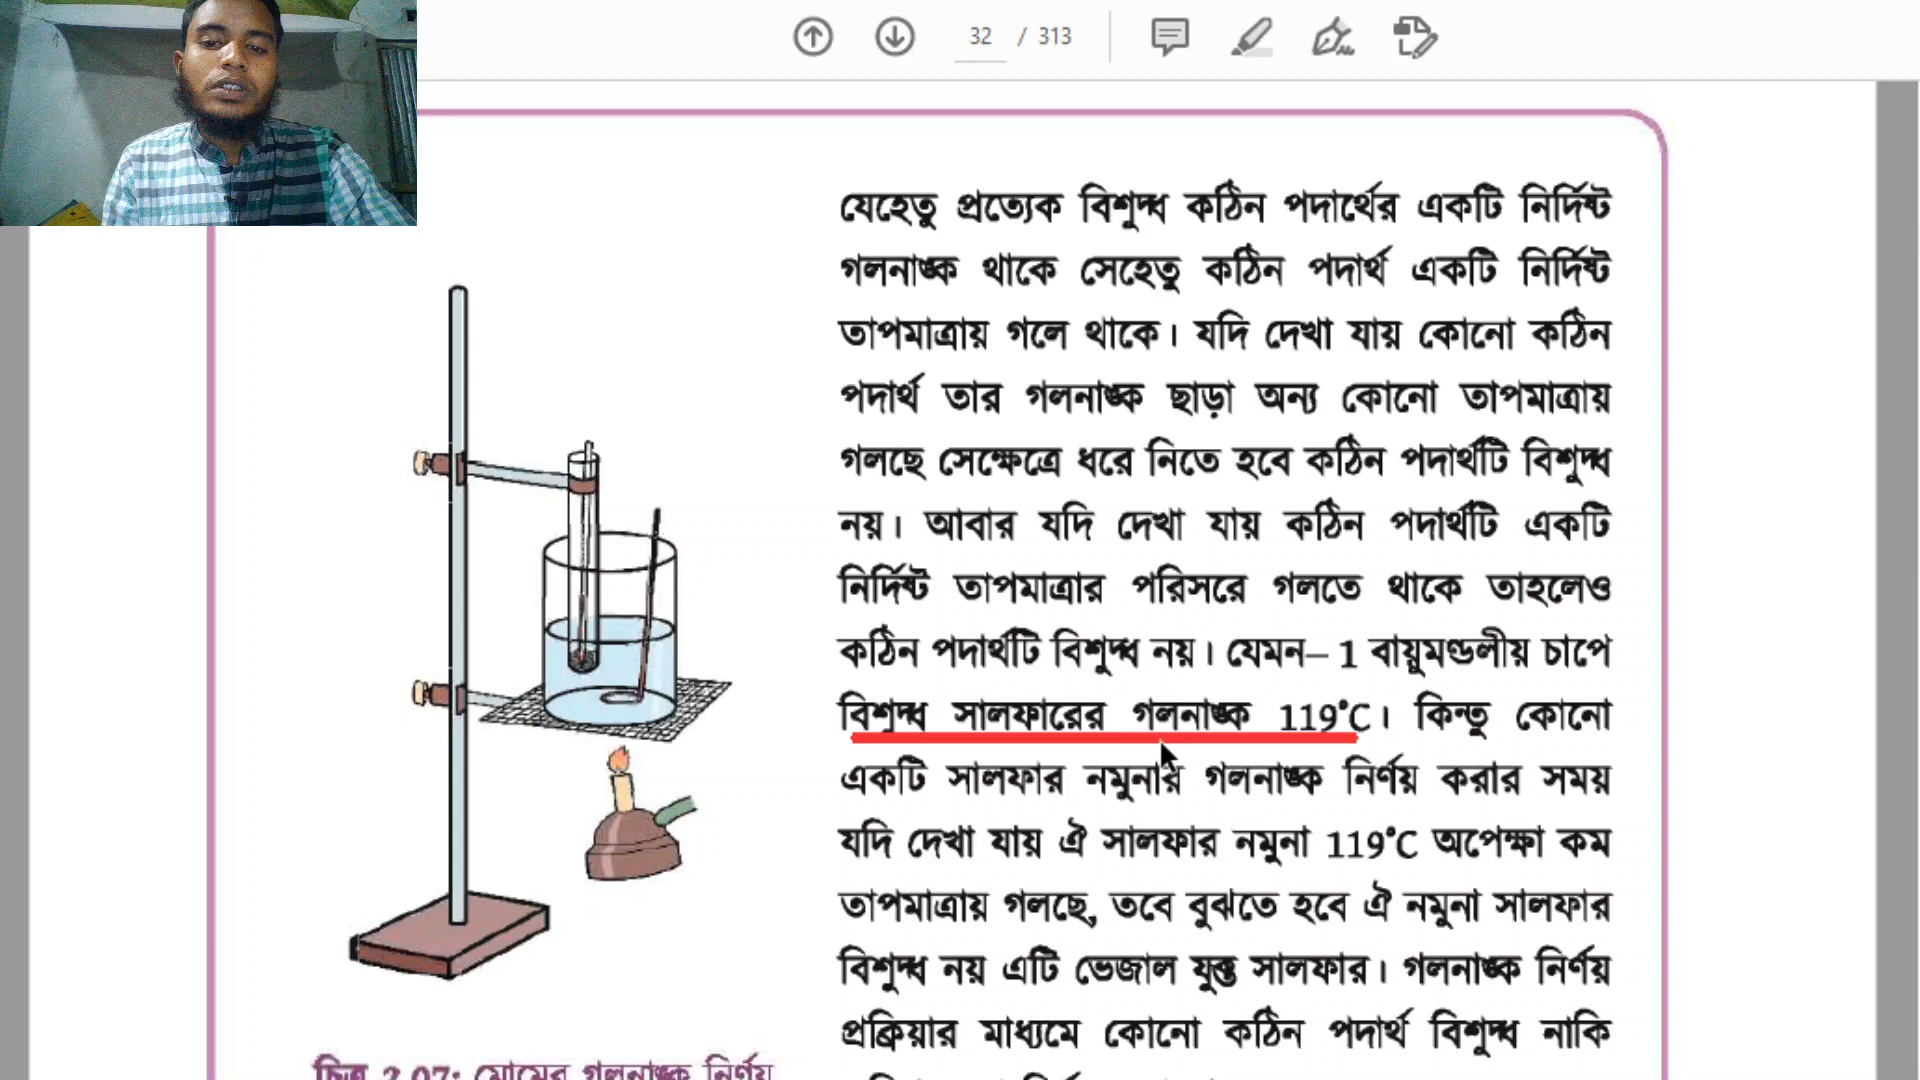 32 / 313
যেহেতু প্রত্যেক বিশুদ্ধ কঠিন পদার্থের একটি নির্দিষ্ট
গলনাঙ্ক থাকে সেহেতু কঠিন পদার্থ একটি নির্দিষ্ট
তাপমাত্রায় গলে থাকে। যদি দেখা যায় কোনো কঠিন
পদার্থ তার গলনাঙ্ক ছাড়া অন্য কোনো তাপমাত্রায়
গলছে সেক্ষেত্রে ধরে নিতে হবে কঠিন পদার্থটি বিশুদ্ধ
নয়। আবার যদি দেখা যায় কঠিন পদার্থটি একটি
নির্দিষ্ট তাপমাত্রার পরিসরে গলতে থাকে তাহলেও
কঠিন পদার্থটি বিশুদ্ধ নয়। যেমন– 1 বায়ুমণ্ডলীয় চাপে
বিশুদ্ধ সালফারের গলনাঙ্ক 119°C। কিন্তু কোনো
একটি সালফার নমুনার গলনাঙ্ক নির্ণয় করার সময়
যদি দেখা যায় ঐ সালফার নমুনা 119°C অপেক্ষা কম
তাপমাত্রায় গলছে, তবে বুঝতে হবে ঐ নমুনা সালফার
বিশুদ্ধ নয় এটি ভেজাল যুক্ত সালফার। গলনাঙ্ক নির্ণয়
প্রক্রিয়ার মাধ্যমে কোনো কঠিন পদার্থ বিশুদ্ধ নাকি
চিত্র 2.07: মোমের গলনাঙ্ক নির্ণয়